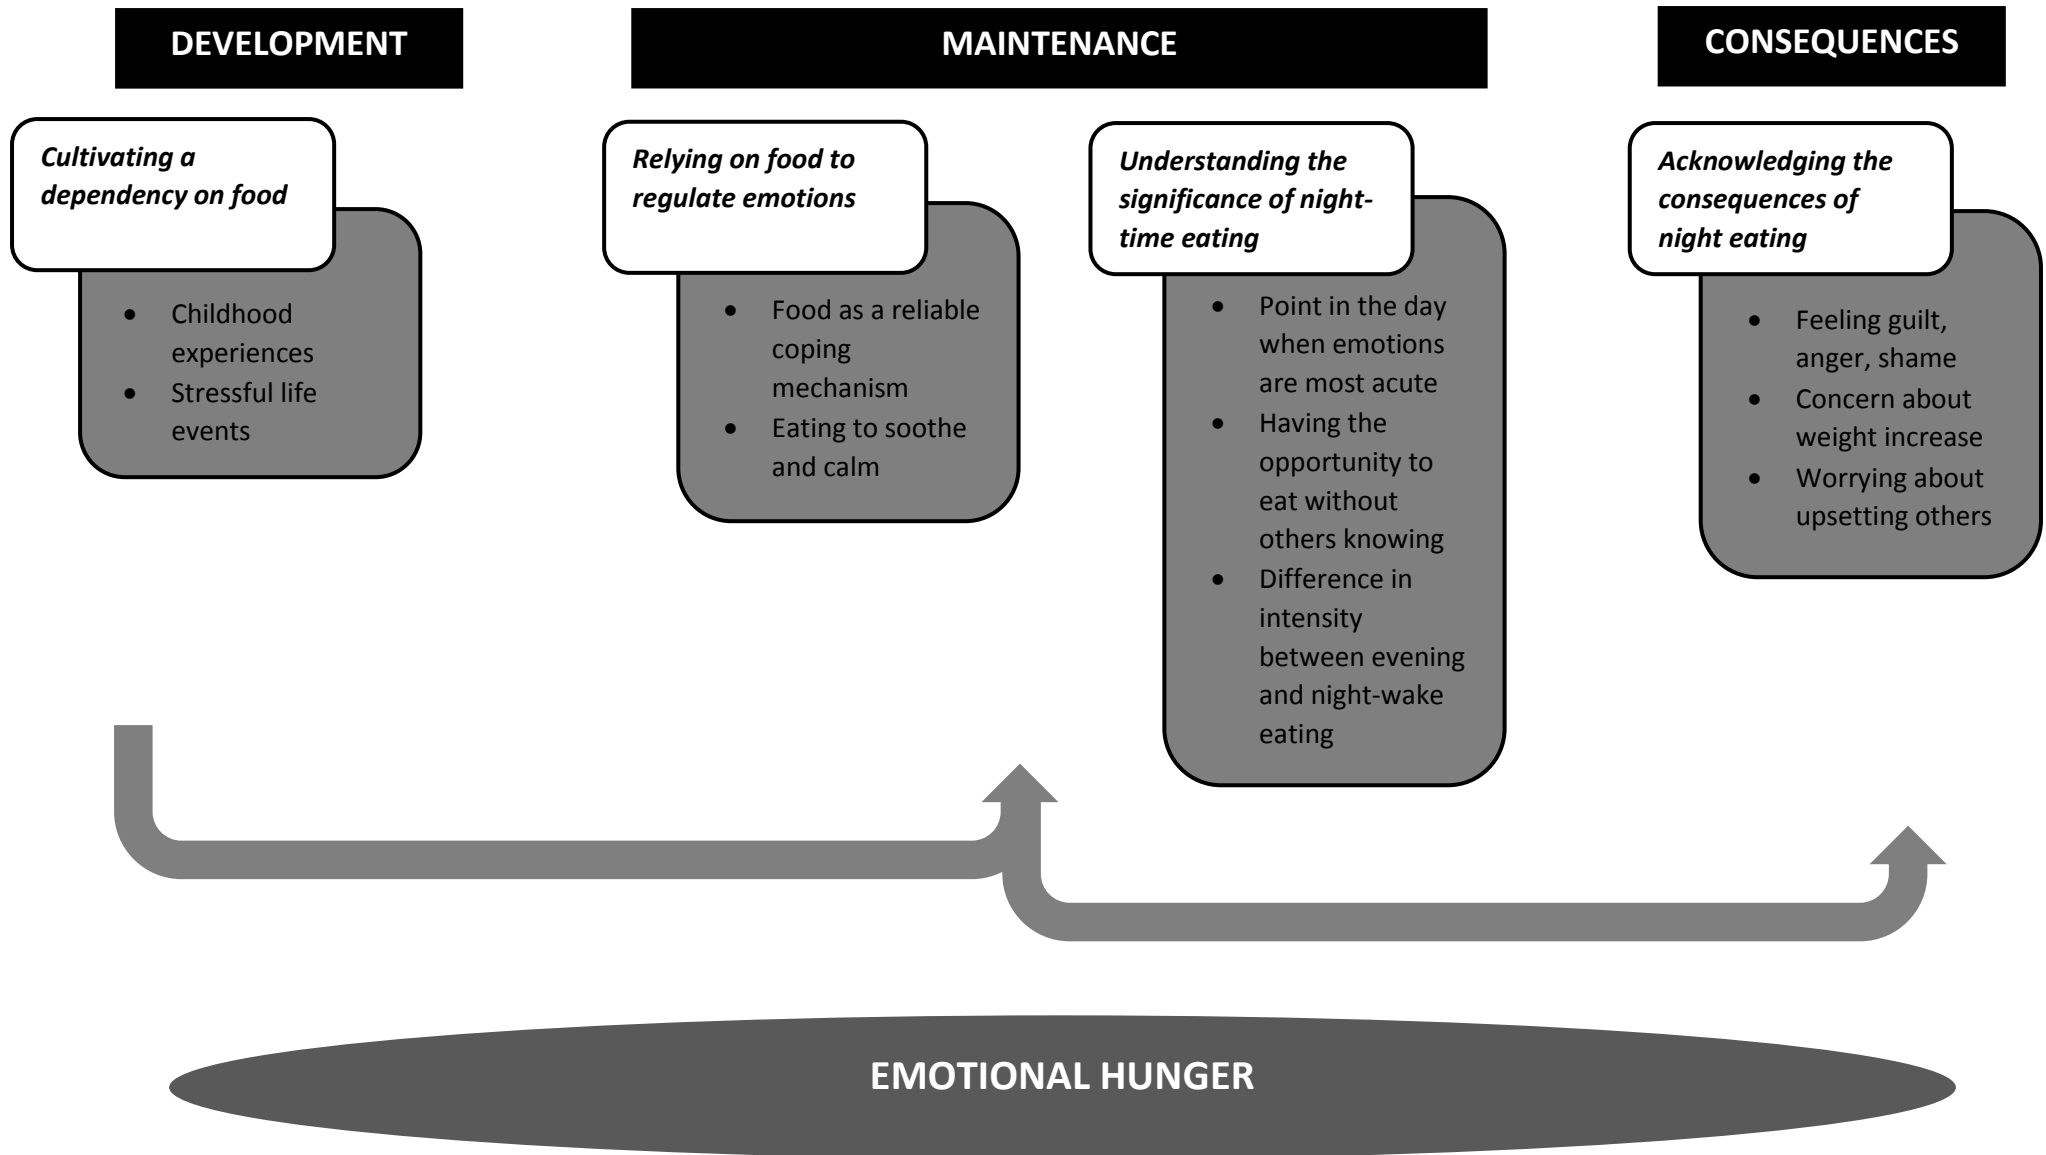 DEVELOPMENT
MAINTENANCE
CONSEQUENCES
Cultivating a
dependency on food
• Childhood
experiences
• Stressful life
events
Relying on food to
regulate emotions
• Food as a reliable
coping
mechanism
• Eating to soothe
and calm
Understanding the
significance of night-
time eating
• Point in the day
when emotions
are most acute
• Having the
opportunity to
eat without
others knowing
• Difference in
intensity
between evening
and night-wake
eating
Acknowledging the
consequences of
night eating
• Feeling guilt,
anger, shame
• Concern about
weight increase
• Worrying about
upsetting others
EMOTIONAL HUNGER